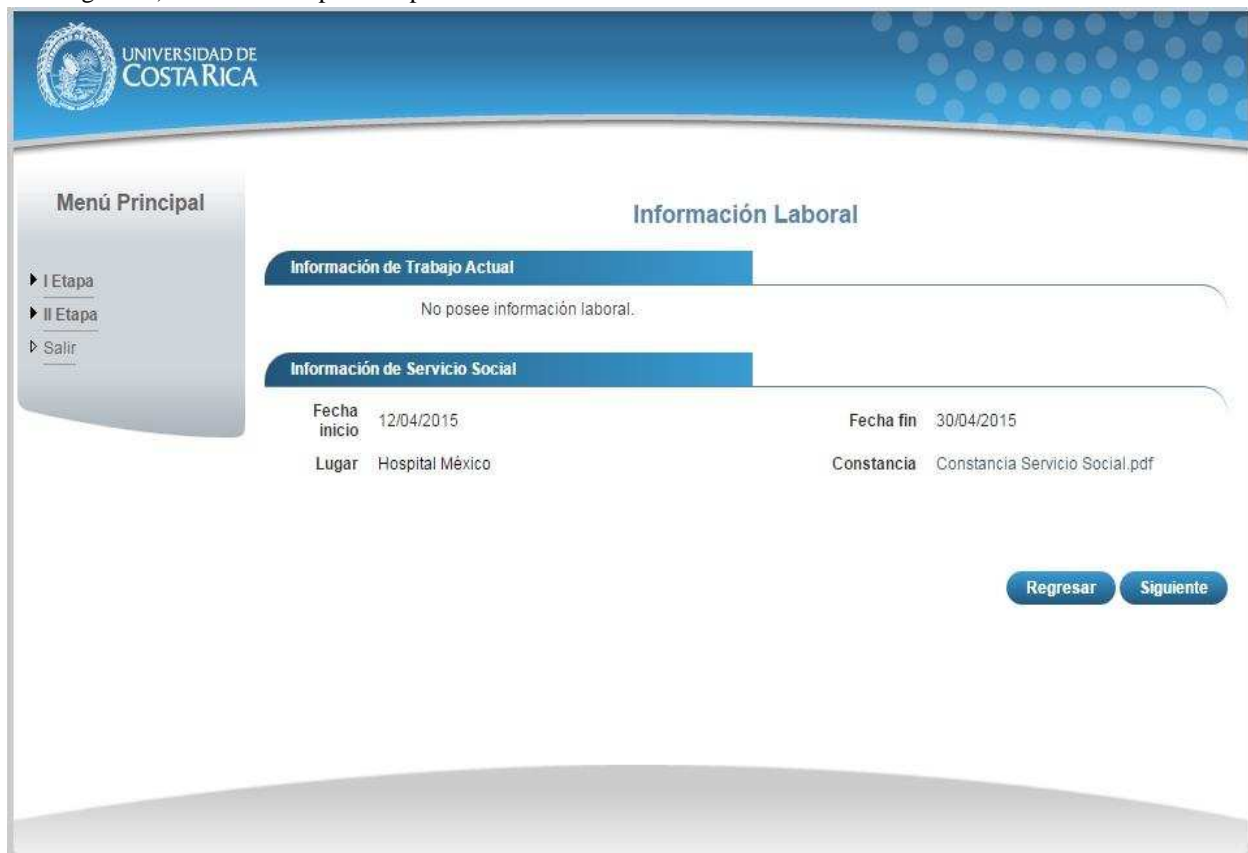 UNIVERSIDAD DE
COSTA RICA
Menú Principal
I Etapa
II Etapa
Salir
Información Laboral
Información de Trabajo Actual
No posee información laboral.
Información de Servicio Social
Fecha inicio 12/04/2015 Fecha fin 30/04/2015
Lugar Hospital México Constancia Constancia Servicio Social.pdf
Regresar Siguiente